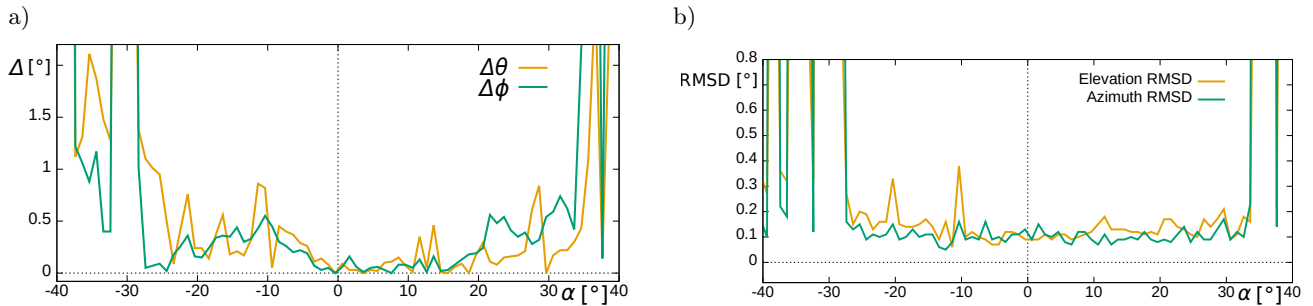 a)
Δ [°]
Δθ
Δϕ
1.5
1
0.5
0
-40 -30 -20 -10 0 10 20 30 40
α [°]
b)
0.8
RMSD [°]
0.7
0.6
0.5
0.4
0.3
0.2
0.1
0
Elevation RMSD
Azimuth RMSD
-40 -30 -20 -10 0 10 20 30 40
α [°]